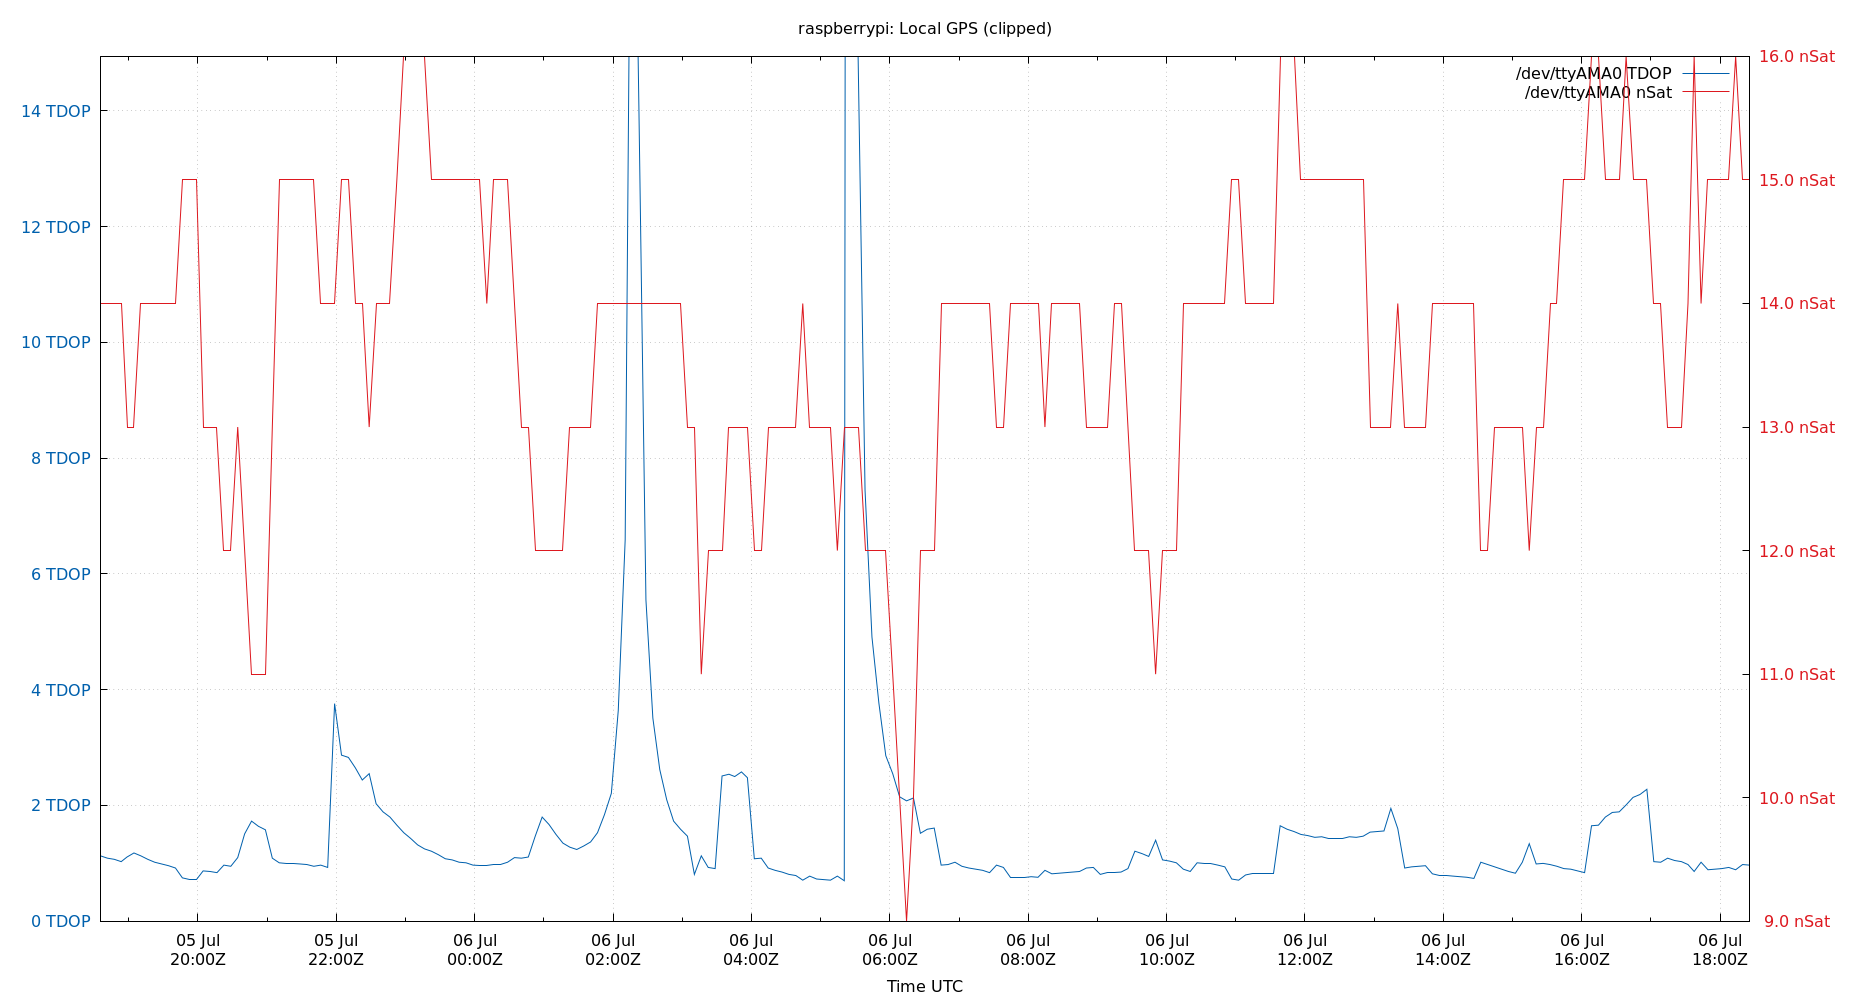 raspberrypi: Local GPS (clipped)
/dev/ttyAMA0 TDOP
/dev/ttyAMA0 nSat
14 TDOP
12 TDOP
10 TDOP
8 TDOP
6 TDOP
4 TDOP
2 TDOP
0 TDOP
16.0 nSat
15.0 nSat
14.0 nSat
13.0 nSat
12.0 nSat
11.0 nSat
10.0 nSat
9.0 nSat
05 Jul
20:00Z
05 Jul
22:00Z
06 Jul
00:00Z
06 Jul
02:00Z
06 Jul
04:00Z
06 Jul
06:00Z
06 Jul
08:00Z
06 Jul
10:00Z
06 Jul
12:00Z
06 Jul
14:00Z
06 Jul
16:00Z
06 Jul
18:00Z
Time UTC